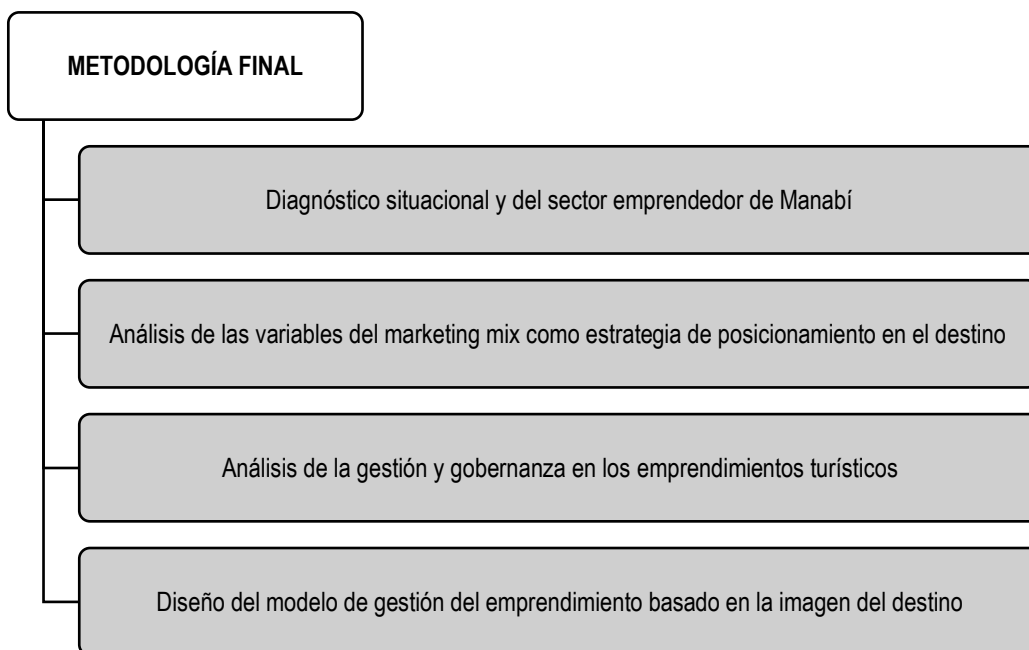 METODOLOGÍA FINAL
Diagnóstico situacional y del sector emprendedor de Manabí
Análisis de las variables del marketing mix como estrategia de posicionamiento en el destino
Análisis de la gestión y gobernanza en los emprendimientos turísticos
Diseño del modelo de gestión del emprendimiento basado en la imagen del destino